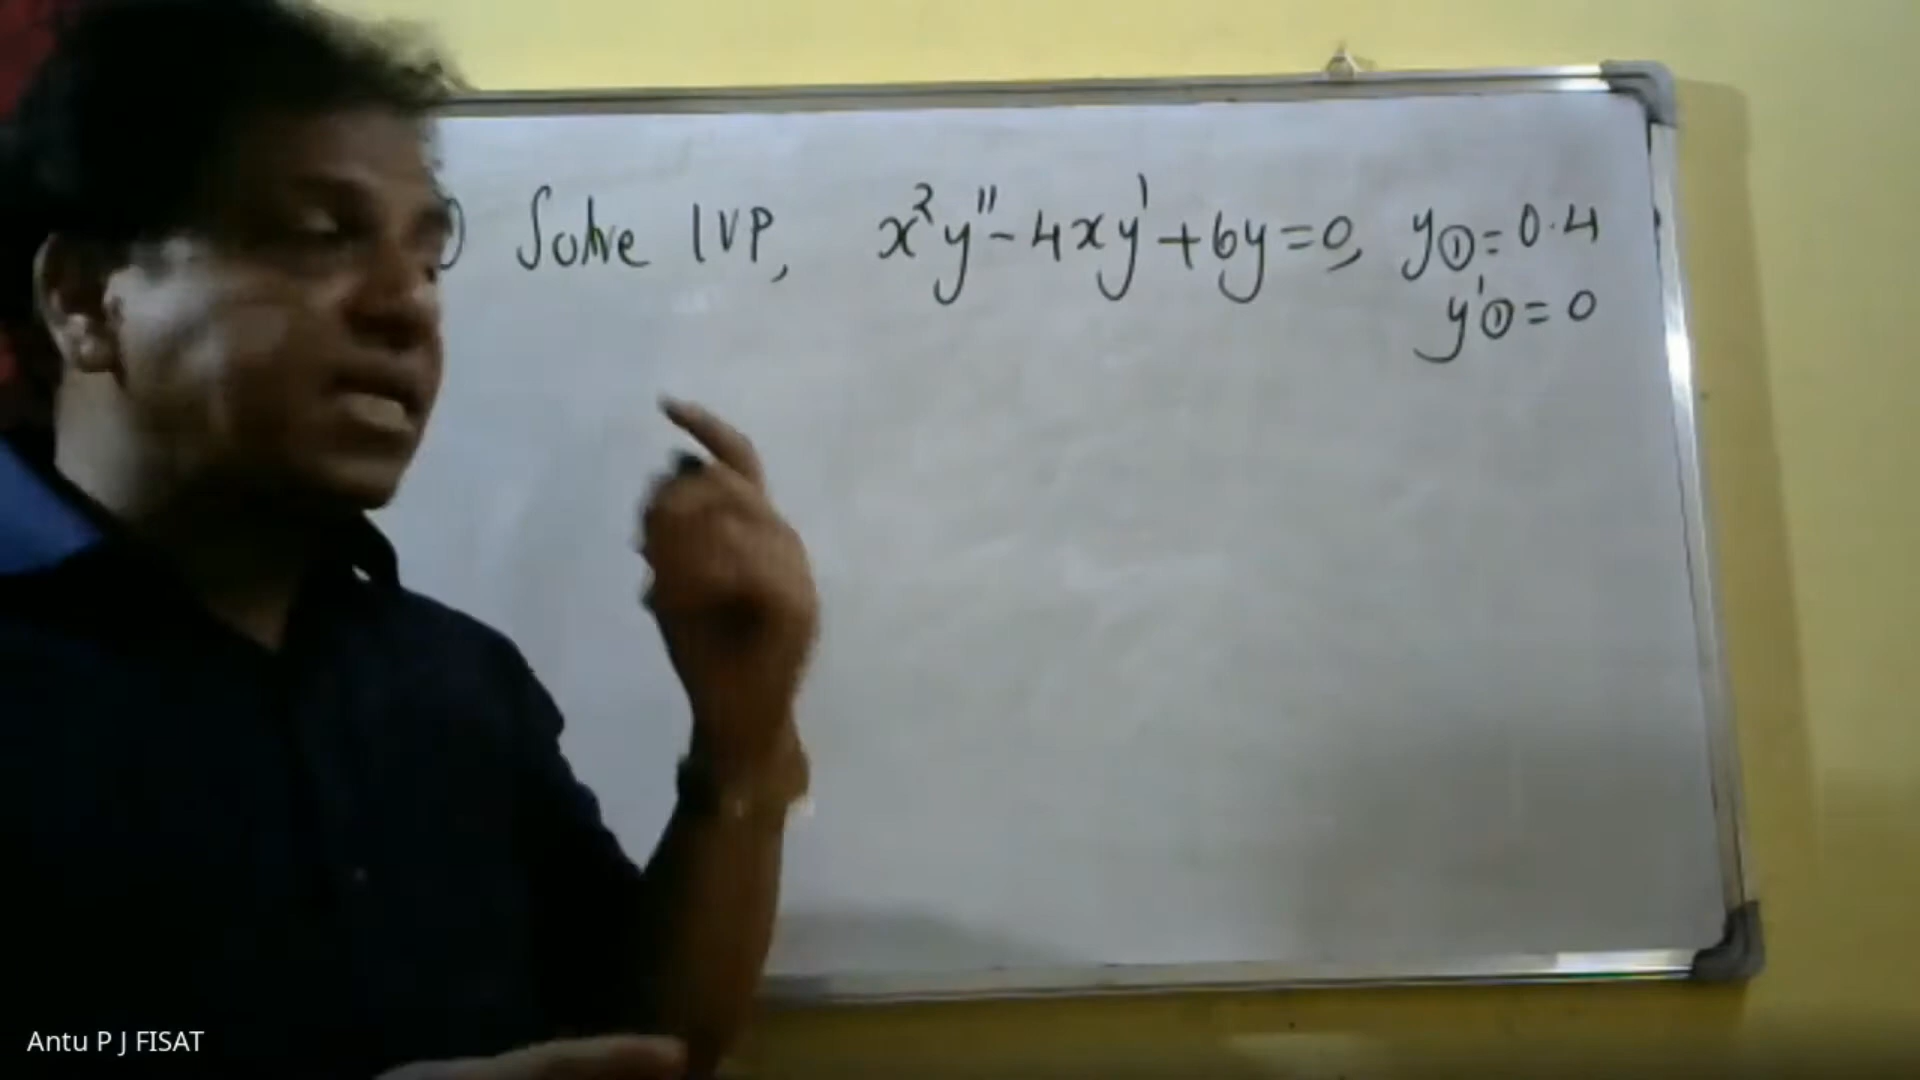 ) Solve IVP, x²y'' - 4xy' + 6y = 0, y(1) = 0.4
y'(1) = 0
Antu P J FISAT